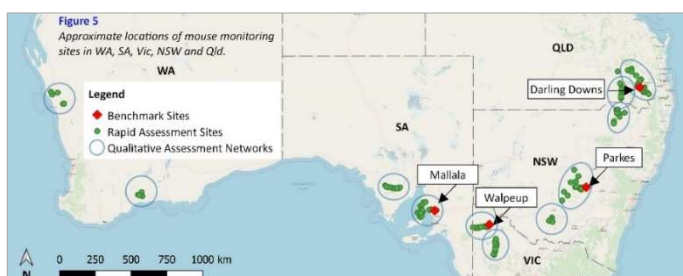 Figure 5
Approximate locations of mouse monitoring
sites in WA, SA, Vic, NSW and Qld.
WA
QLD
Legend
Benchmark Sites
Rapid Assessment Sites
Qualitative Assessment Networks
Darling Downs
SA
NSW
Mallala
Parkes
Walpeup
VIC
N
0 250 500 750 1000 km